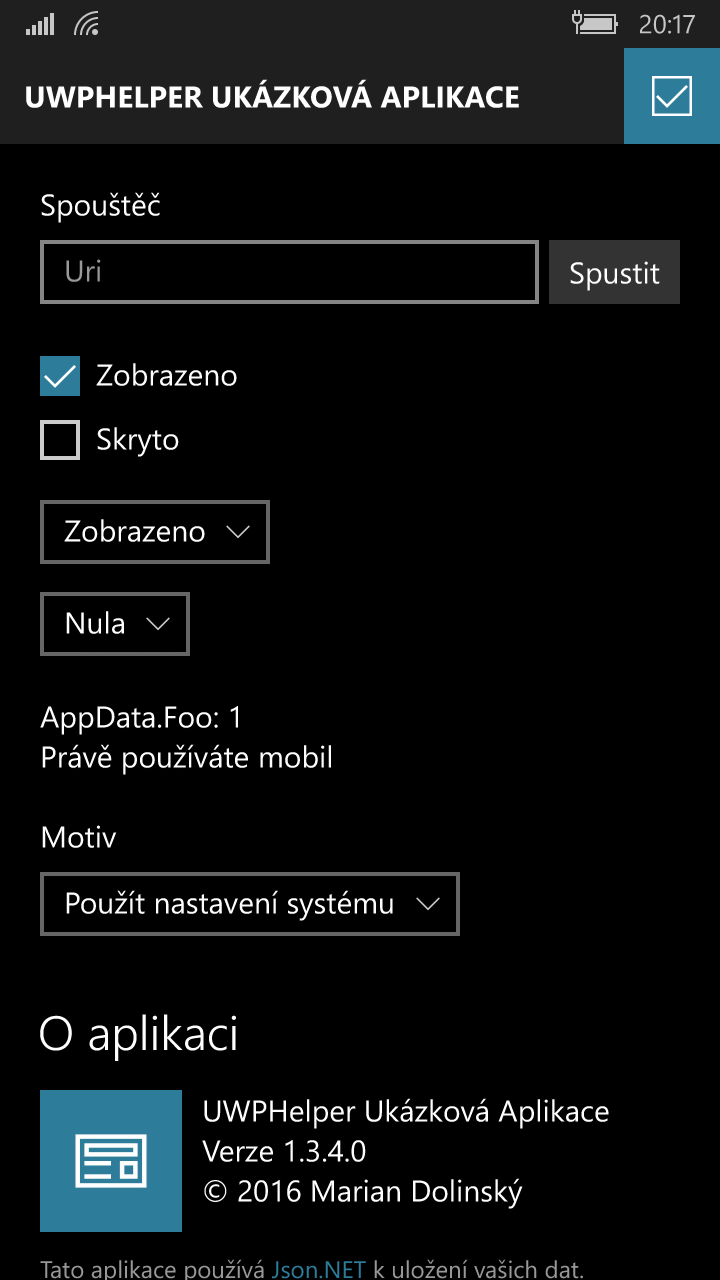 20:17
UWPHELPER UKÁZKOVÁ APLIKACE
Spouštěč
Uri
Spustit
Zobrazeno
Skryto
Zobrazeno
Nula
AppData.Foo: 1
Právě používáte mobil
Motiv
Použít nastavení systému
O aplikaci
UWPHelper Ukázková Aplikace
Verze 1.3.4.0
© 2016 Marian Dolinský
Tato aplikace používá Json.NET k uložení vašich dat.